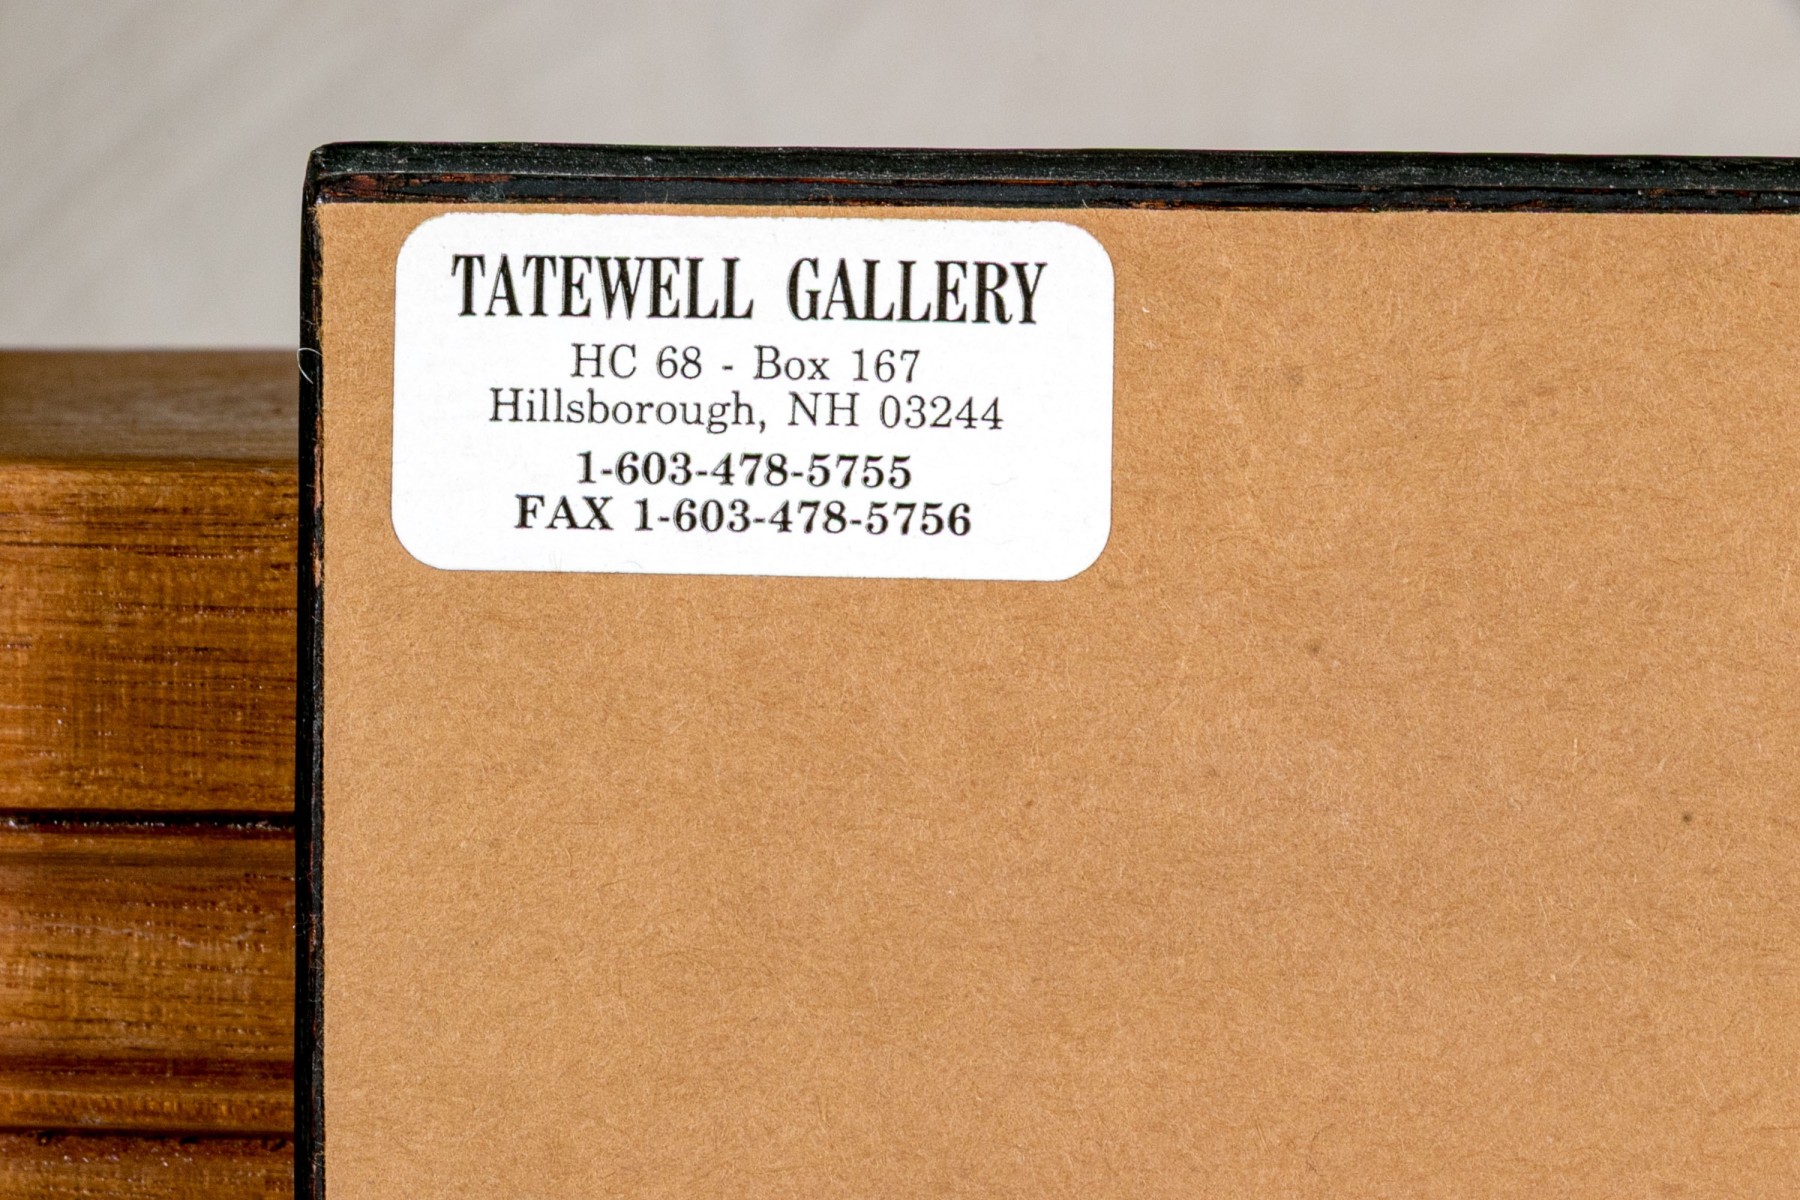 TATEWELL GALLERY
HC 68 - Box 167
Hillsborough, NH 03244
1-603-478-5755
FAX 1-603-478-5756